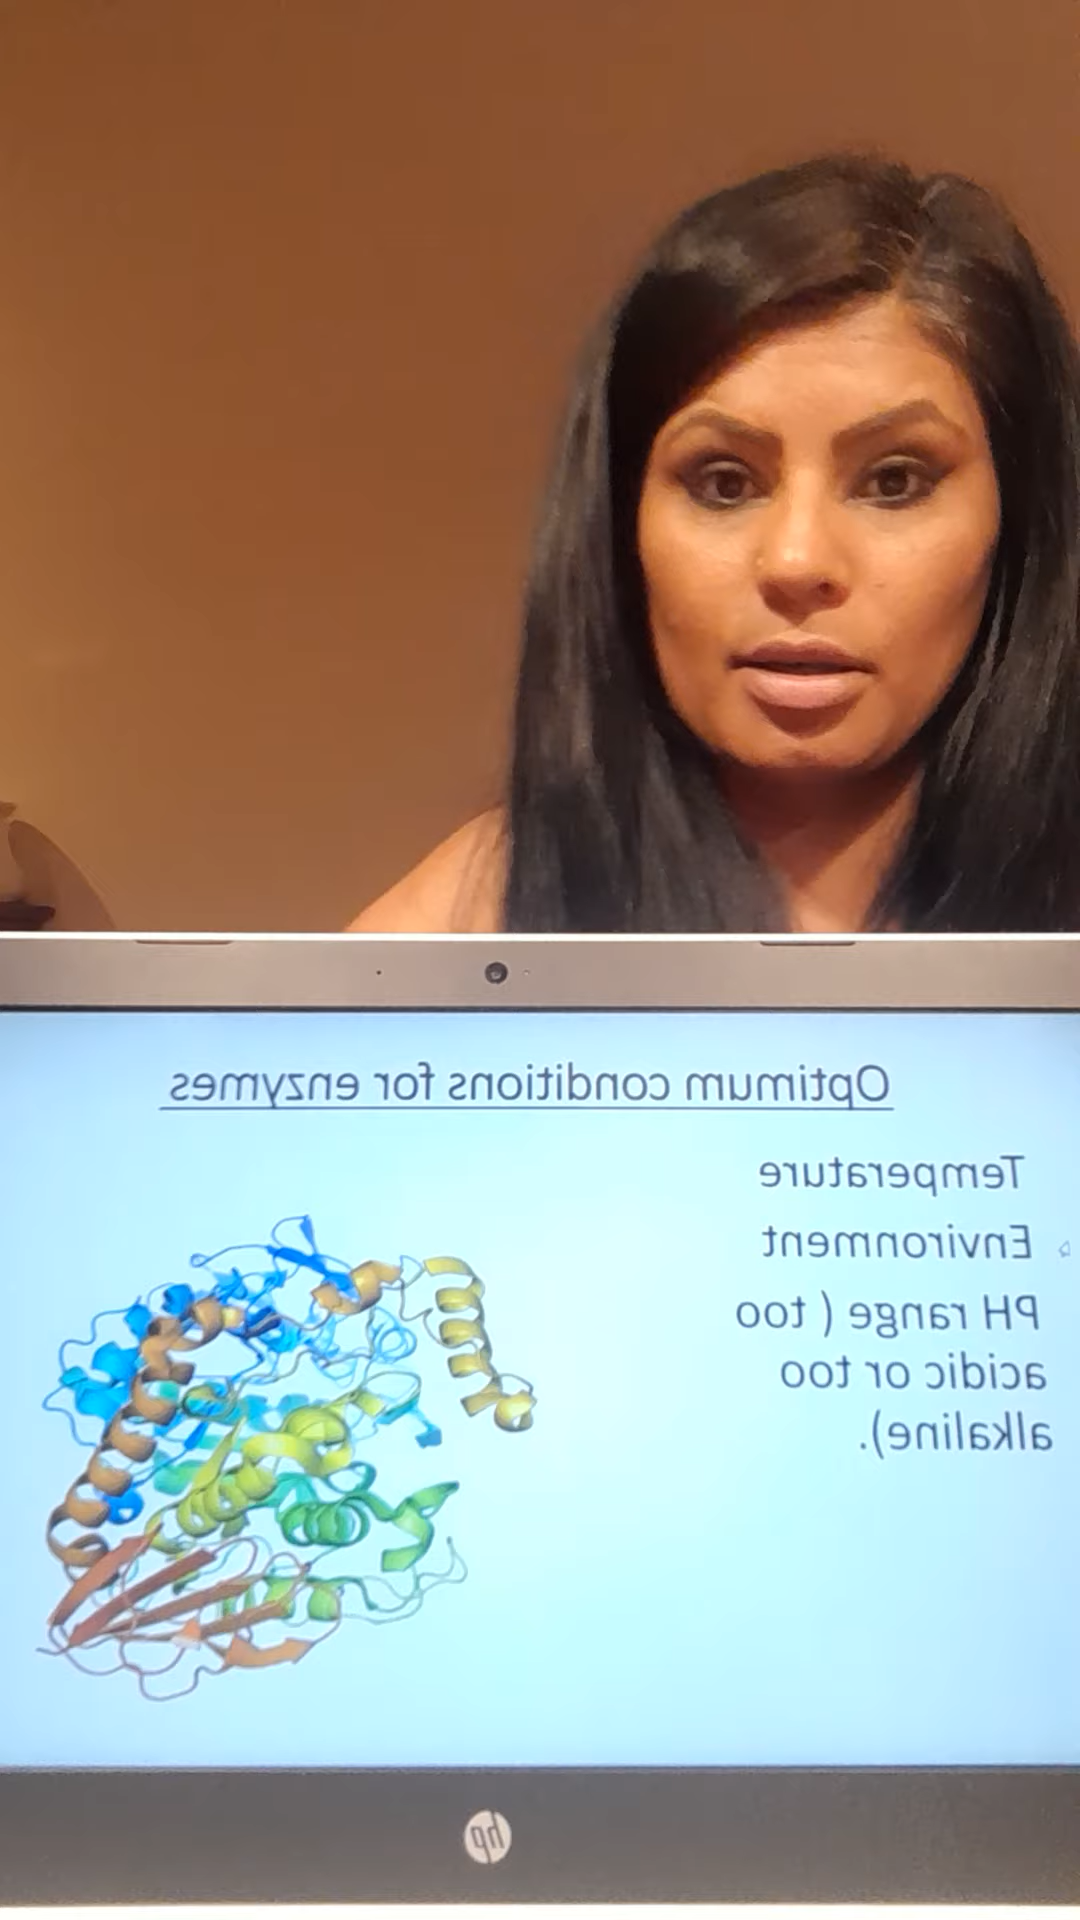 Optimum conditions for enzymes
Temperature
Environment
PH range ( too
acidic or too
alkaline).
hp